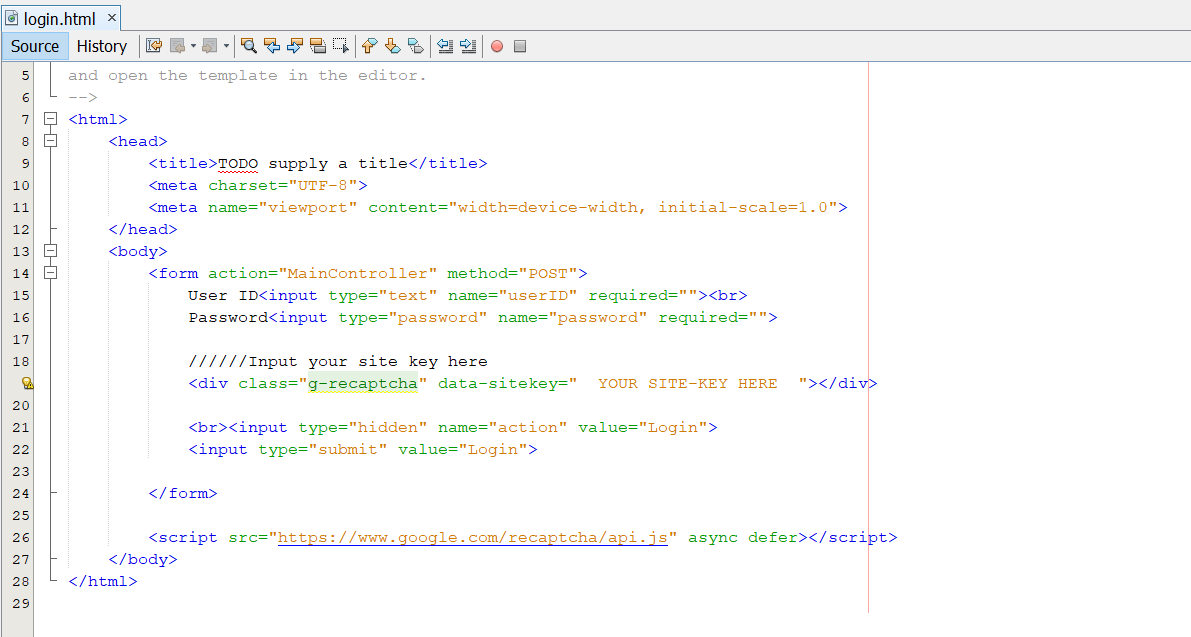 login.html ×
Source History
5 and open the template in the editor.
6 -->
7 <html>
8 <head>
9 <title>TODO supply a title</title>
10 <meta charset="UTF-8">
11 <meta name="viewport" content="width=device-width, initial-scale=1.0">
12 </head>
13 <body>
14 <form action="MainController" method="POST">
15 User ID<input type="text" name="userID" required=""><br>
16 Password<input type="password" name="password" required="">
17
18 //////Input your site key here
<div class="g-recaptcha" data-sitekey="  YOUR SITE-KEY HERE  "></div>
20
21 <br><input type="hidden" name="action" value="Login">
22 <input type="submit" value="Login">
23
24 </form>
25
26 <script src="https://www.google.com/recaptcha/api.js" async defer></script>
27 </body>
28 </html>
29